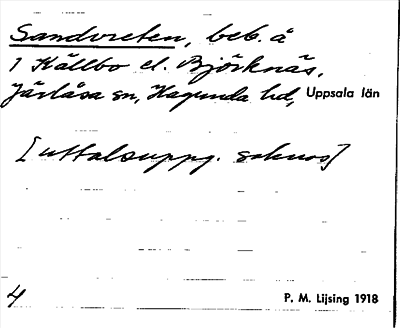 Sandvreten, beb. å
1 Källbo el. Björknäs,
Järlåsa sn, Hagunda hd, Uppsala län
[uttalsuppg. saknas]
4
P. M. Lijsing 1918